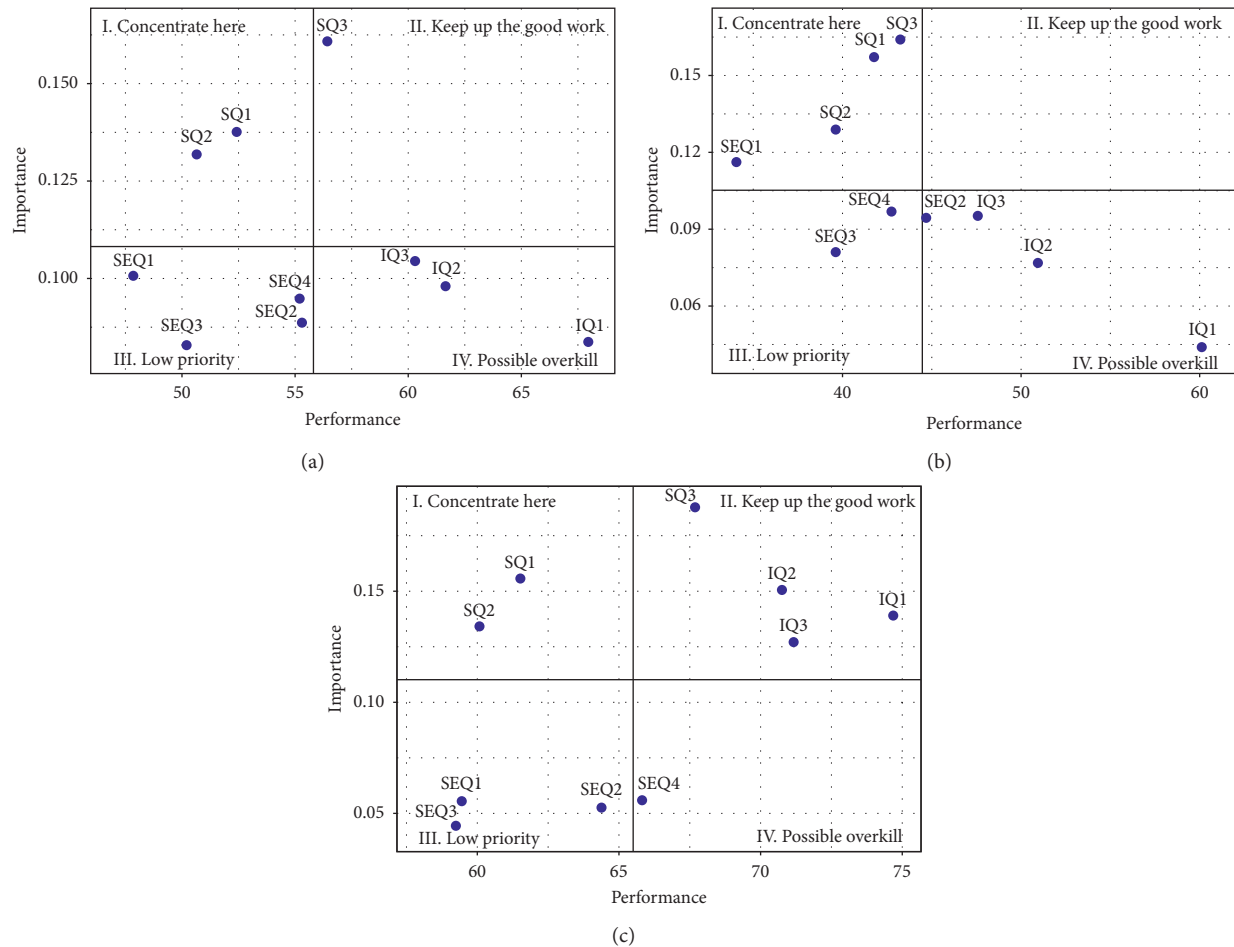 I. Concentrate here
SQ3
II. Keep up the good work
0.150
SQ1
SQ2
0.125
Importance
SEQ1
IQ3
IQ2
SEQ4
0.100
SEQ2
SEQ3
IQ1
III. Low priority
IV. Possible overkill
50
55
60
65
Performance
(a)
I. Concentrate here
SQ3
II. Keep up the good work
SQ1
0.15
SQ2
SEQ1
0.12
Importance
SEQ4
SEQ2
IQ3
0.09
SEQ3
IQ2
0.06
IQ1
III. Low priority
IV. Possible overkill
40
50
60
Performance
(b)
I. Concentrate here
SQ3
II. Keep up the good work
SQ1
IQ2
0.15
SQ2
IQ1
IQ3
Importance
0.10
SEQ1
SEQ2
SEQ4
0.05
SEQ3
III. Low priority
IV. Possible overkill
60
65
70
75
Performance
(c)